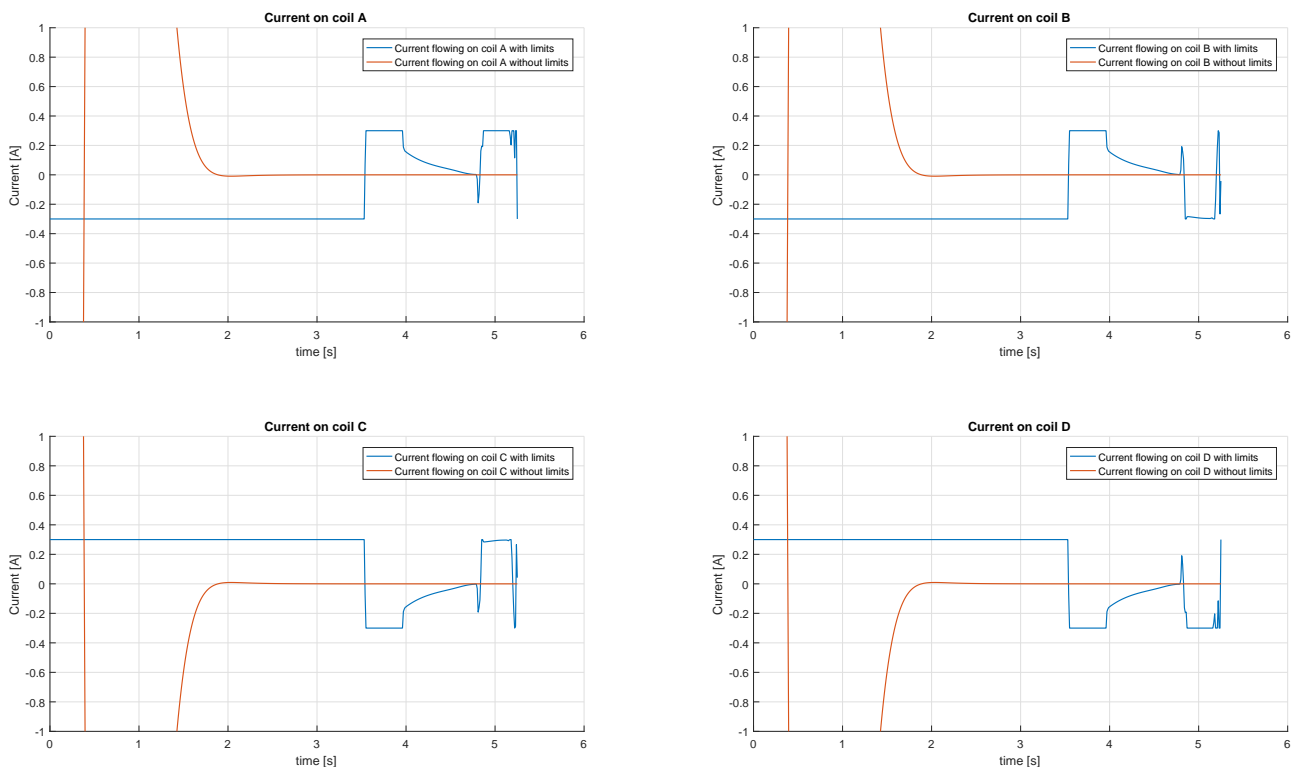 Current on coil A
Current [A]
1
0.8
0.6
0.4
0.2
0
-0.2
-0.4
-0.6
-0.8
-1
Current flowing on coil A with limits
Current flowing on coil A without limits
0 1 2 3 4 5 6
time [s]
Current on coil B
Current [A]
1
0.8
0.6
0.4
0.2
0
-0.2
-0.4
-0.6
-0.8
-1
Current flowing on coil B with limits
Current flowing on coil B without limits
0 1 2 3 4 5 6
time [s]
Current on coil C
Current [A]
1
0.8
0.6
0.4
0.2
0
-0.2
-0.4
-0.6
-0.8
-1
Current flowing on coil C with limits
Current flowing on coil C without limits
0 1 2 3 4 5 6
time [s]
Current on coil D
Current [A]
1
0.8
0.6
0.4
0.2
0
-0.2
-0.4
-0.6
-0.8
-1
Current flowing on coil D with limits
Current flowing on coil D without limits
0 1 2 3 4 5 6
time [s]